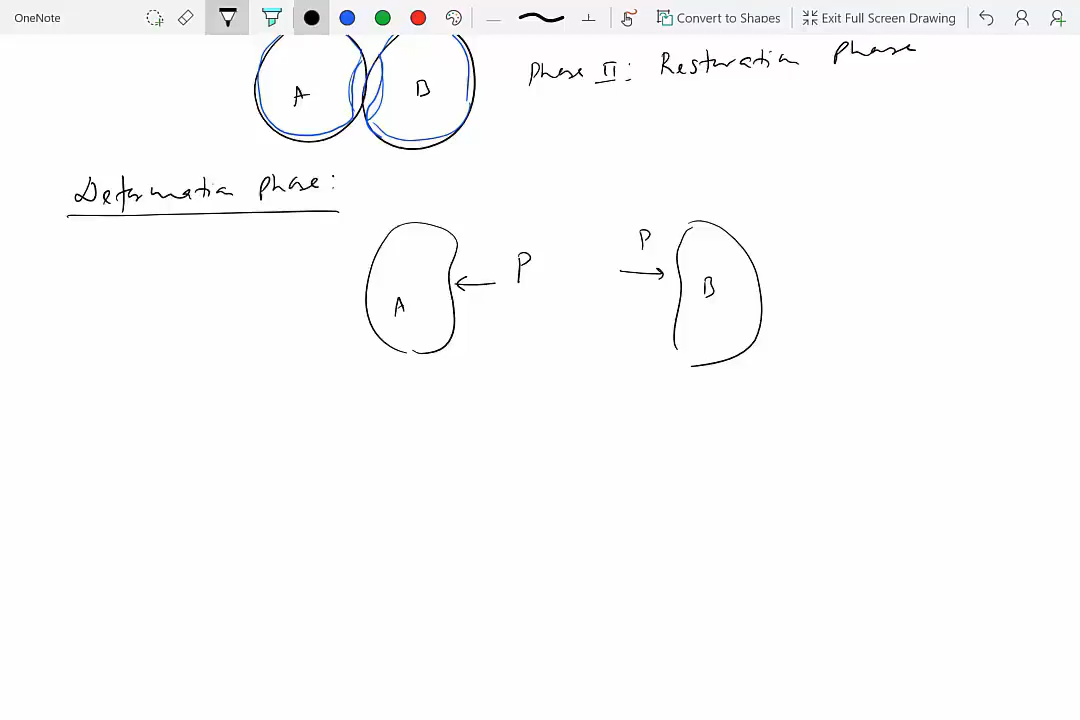 OneNote
Convert to Shapes
Exit Full Screen Drawing
A
B
Phase II: Restoration phase
Deformation phase:
A
P
P
B